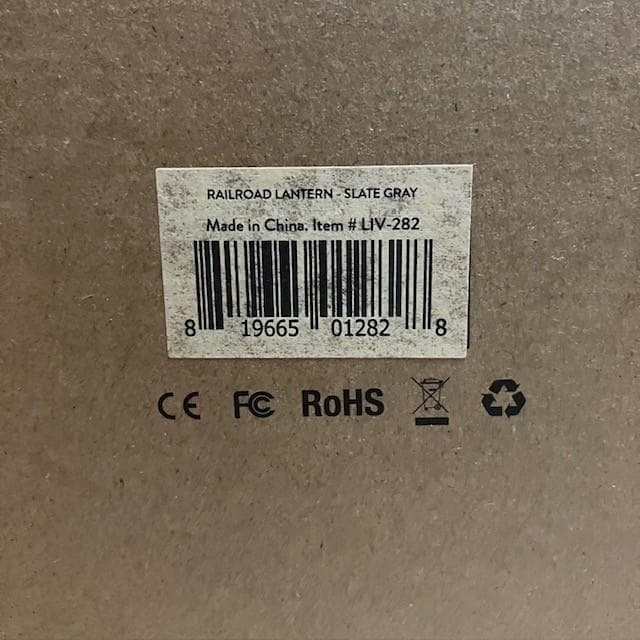 RAILROAD LANTERN - SLATE GRAY
Made in China. Item # LIV-282
8 19665 01282 8
CE FC RoHS